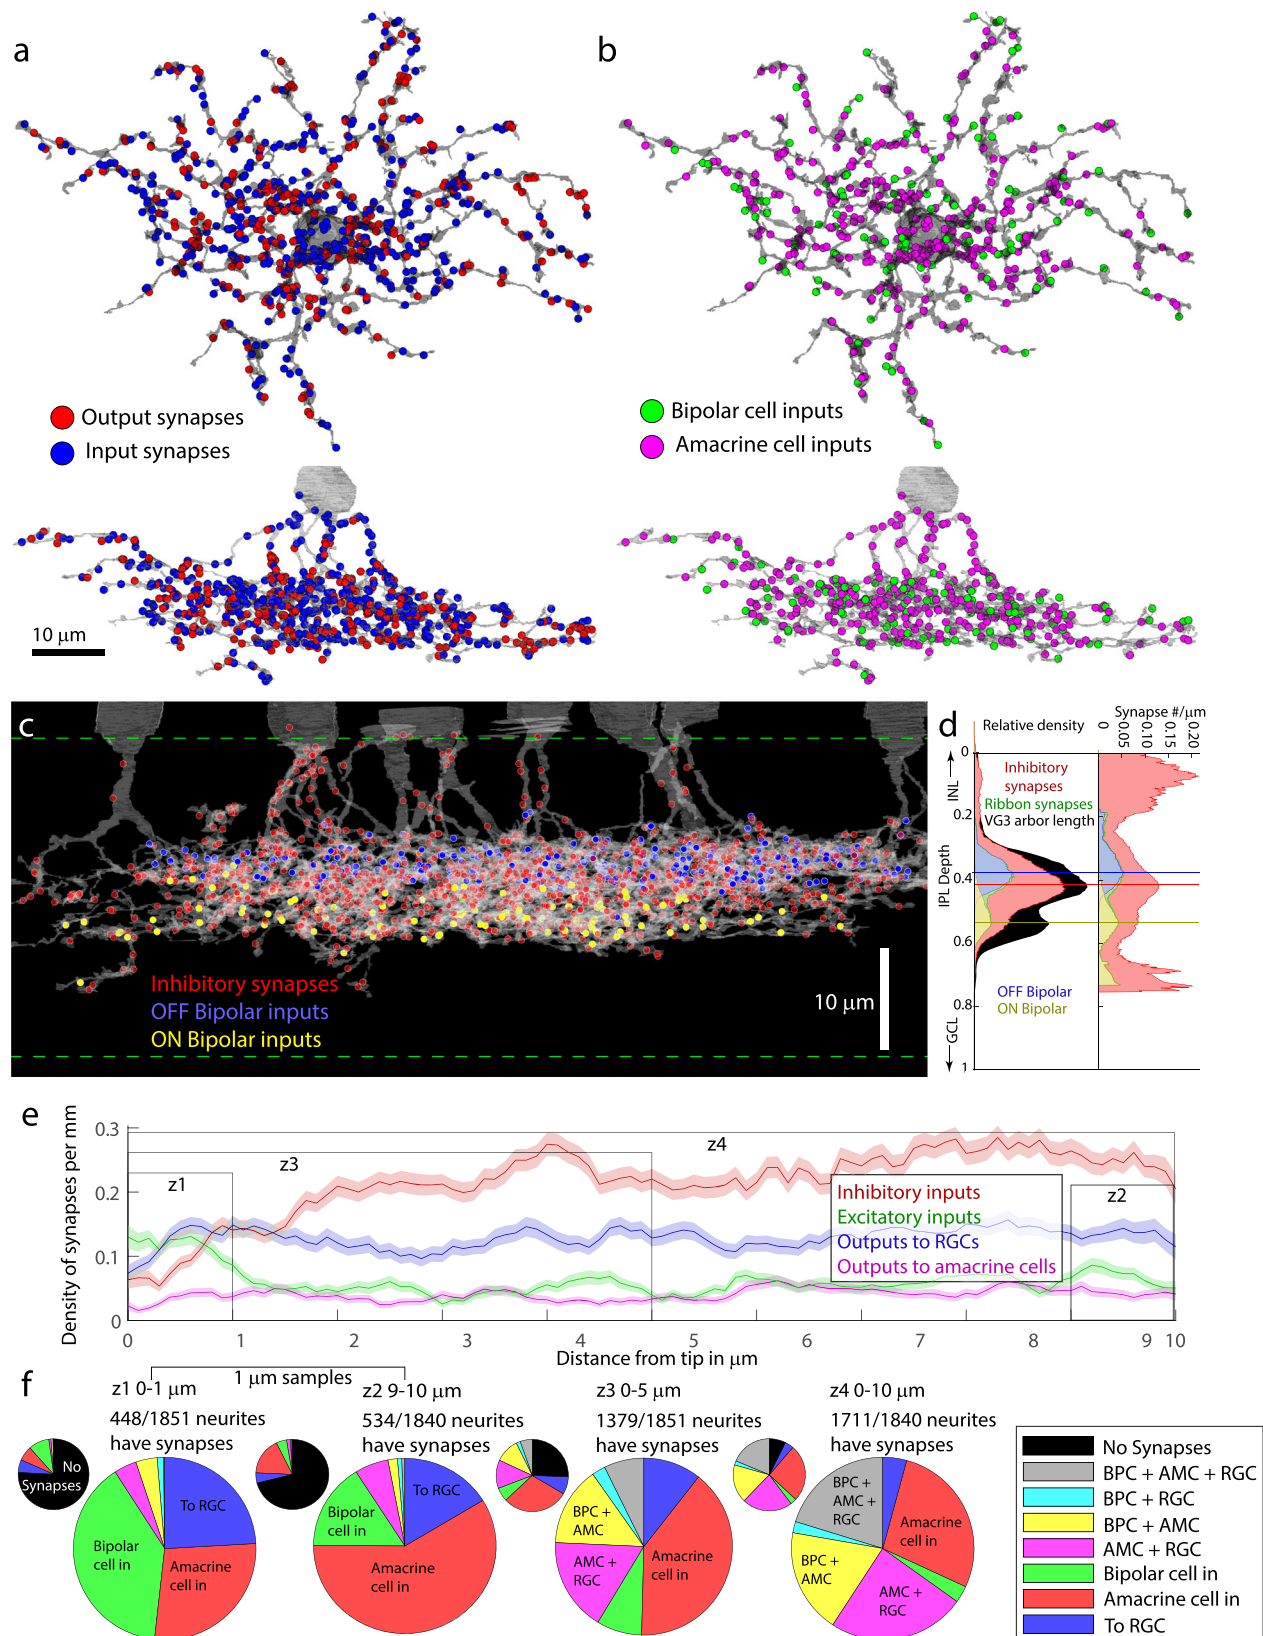 a
b
Output synapses
Input synapses
Bipolar cell inputs
Amacrine cell inputs
10 μm
c
Inhibitory synapses
OFF Bipolar inputs
ON Bipolar inputs
10 μm
d
Relative density
Synapse #/μm
0
0.05
0.10
0.15
0.20
INL
IPL Depth
GCL
0
0.2
0.4
0.6
0.8
1
Inhibitory
synapses
Ribbon synapses
VG3 arbor length
OFF Bipolar
ON Bipolar
e
Density of synapses per mm
0.3
0.2
0.1
0
z1
z3
z4
z2
Inhibitory inputs
Excitatory inputs
Outputs to RGCs
Outputs to amacrine cells
0 1 2 3 4 5 6 7 8 9 10
Distance from tip in μm
f
1 μm samples
z1 0-1 μm
448/1851 neurites
have synapses
z2 9-10 μm
534/1840 neurites
have synapses
z3 0-5 μm
1379/1851 neurites
have synapses
z4 0-10 μm
1711/1840 neurites
have synapses
No
Synapses
To RGC
Bipolar
cell in
Amacrine
cell in
To RGC
Bipolar
cell in
Amacrine
cell in
BPC +
AMC
AMC +
RGC
Amacrine
cell in
BPC +
AMC +
RGC
Amacrine
cell in
BPC +
AMC
AMC +
RGC
No Synapses
BPC + AMC + RGC
BPC + RGC
BPC + AMC
AMC + RGC
Bipolar cell in
Amacrine cell in
To RGC